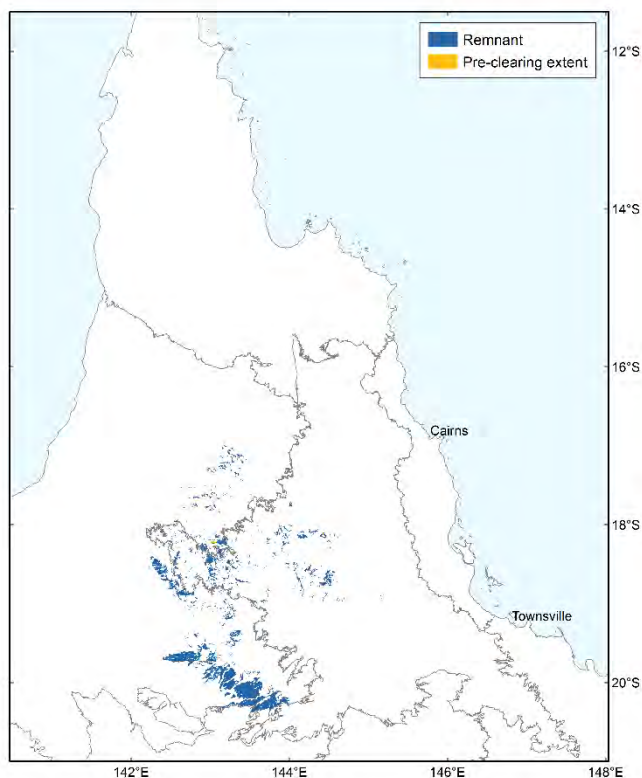 Remnant
Pre-clearing extent
12°S
14°S
16°S
Cairns
18°S
Townsville
20°S
142°E
144°E
146°E
148°E